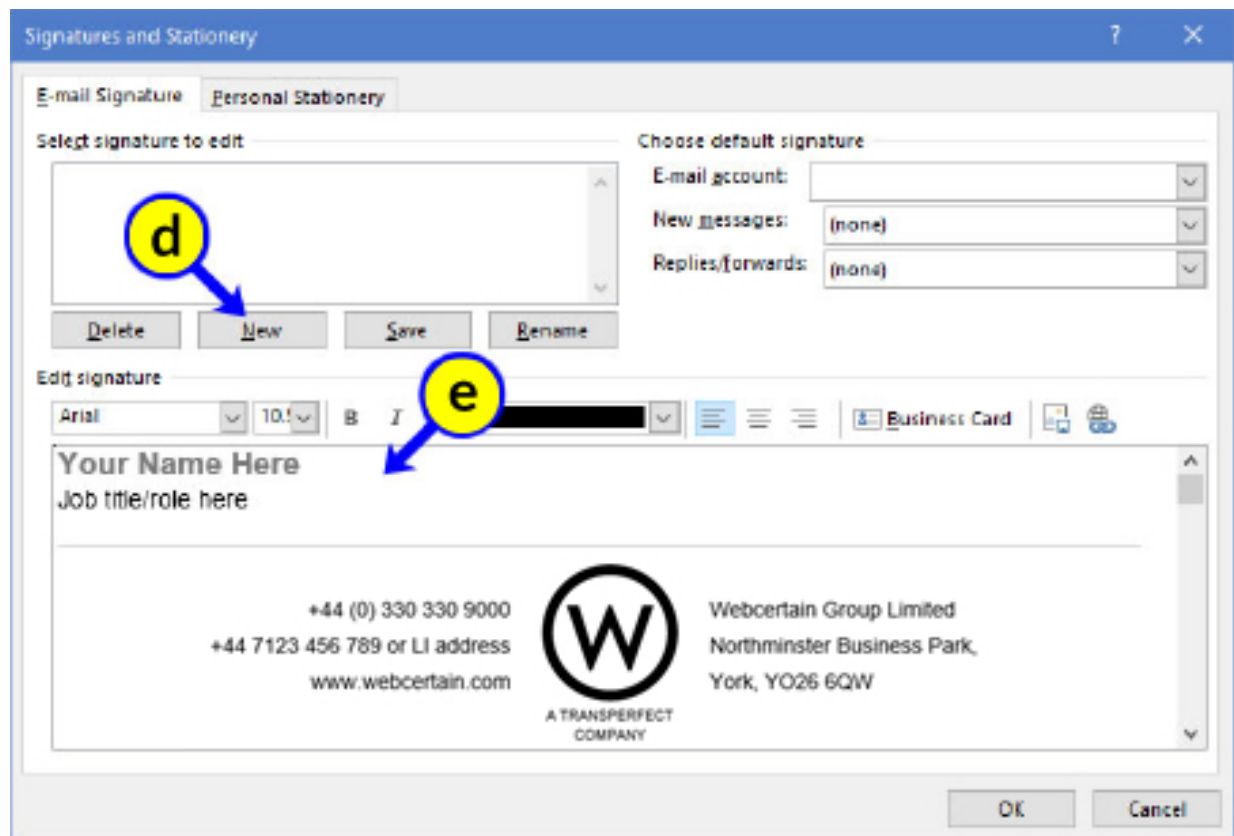 Signatures and Stationery ? ×
E-mail Signature Personal Stationery
Select signature to edit
d
Delete New Save Rename
Choose default signature
E-mail account:
New messages: (none)
Replies/forwards: (none)
Edit signature
Arial 10.5 B I e Business Card
Your Name Here
Job title/role here
+44 (0) 330 330 9000
+44 7123 456 789 or LI address
www.webcertain.com
W
A TRANSPERFECT
COMPANY
Webcertain Group Limited
Northminster Business Park,
York, YO26 6QW
OK Cancel